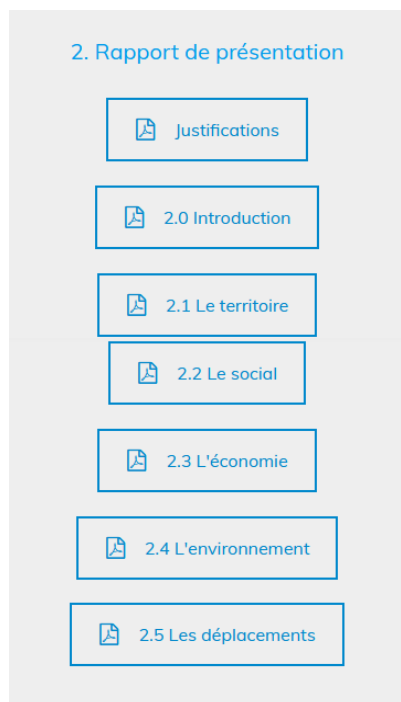 2. Rapport de présentation
Justifications
2.0 Introduction
2.1 Le territoire
2.2 Le social
2.3 L'économie
2.4 L'environnement
2.5 Les déplacements